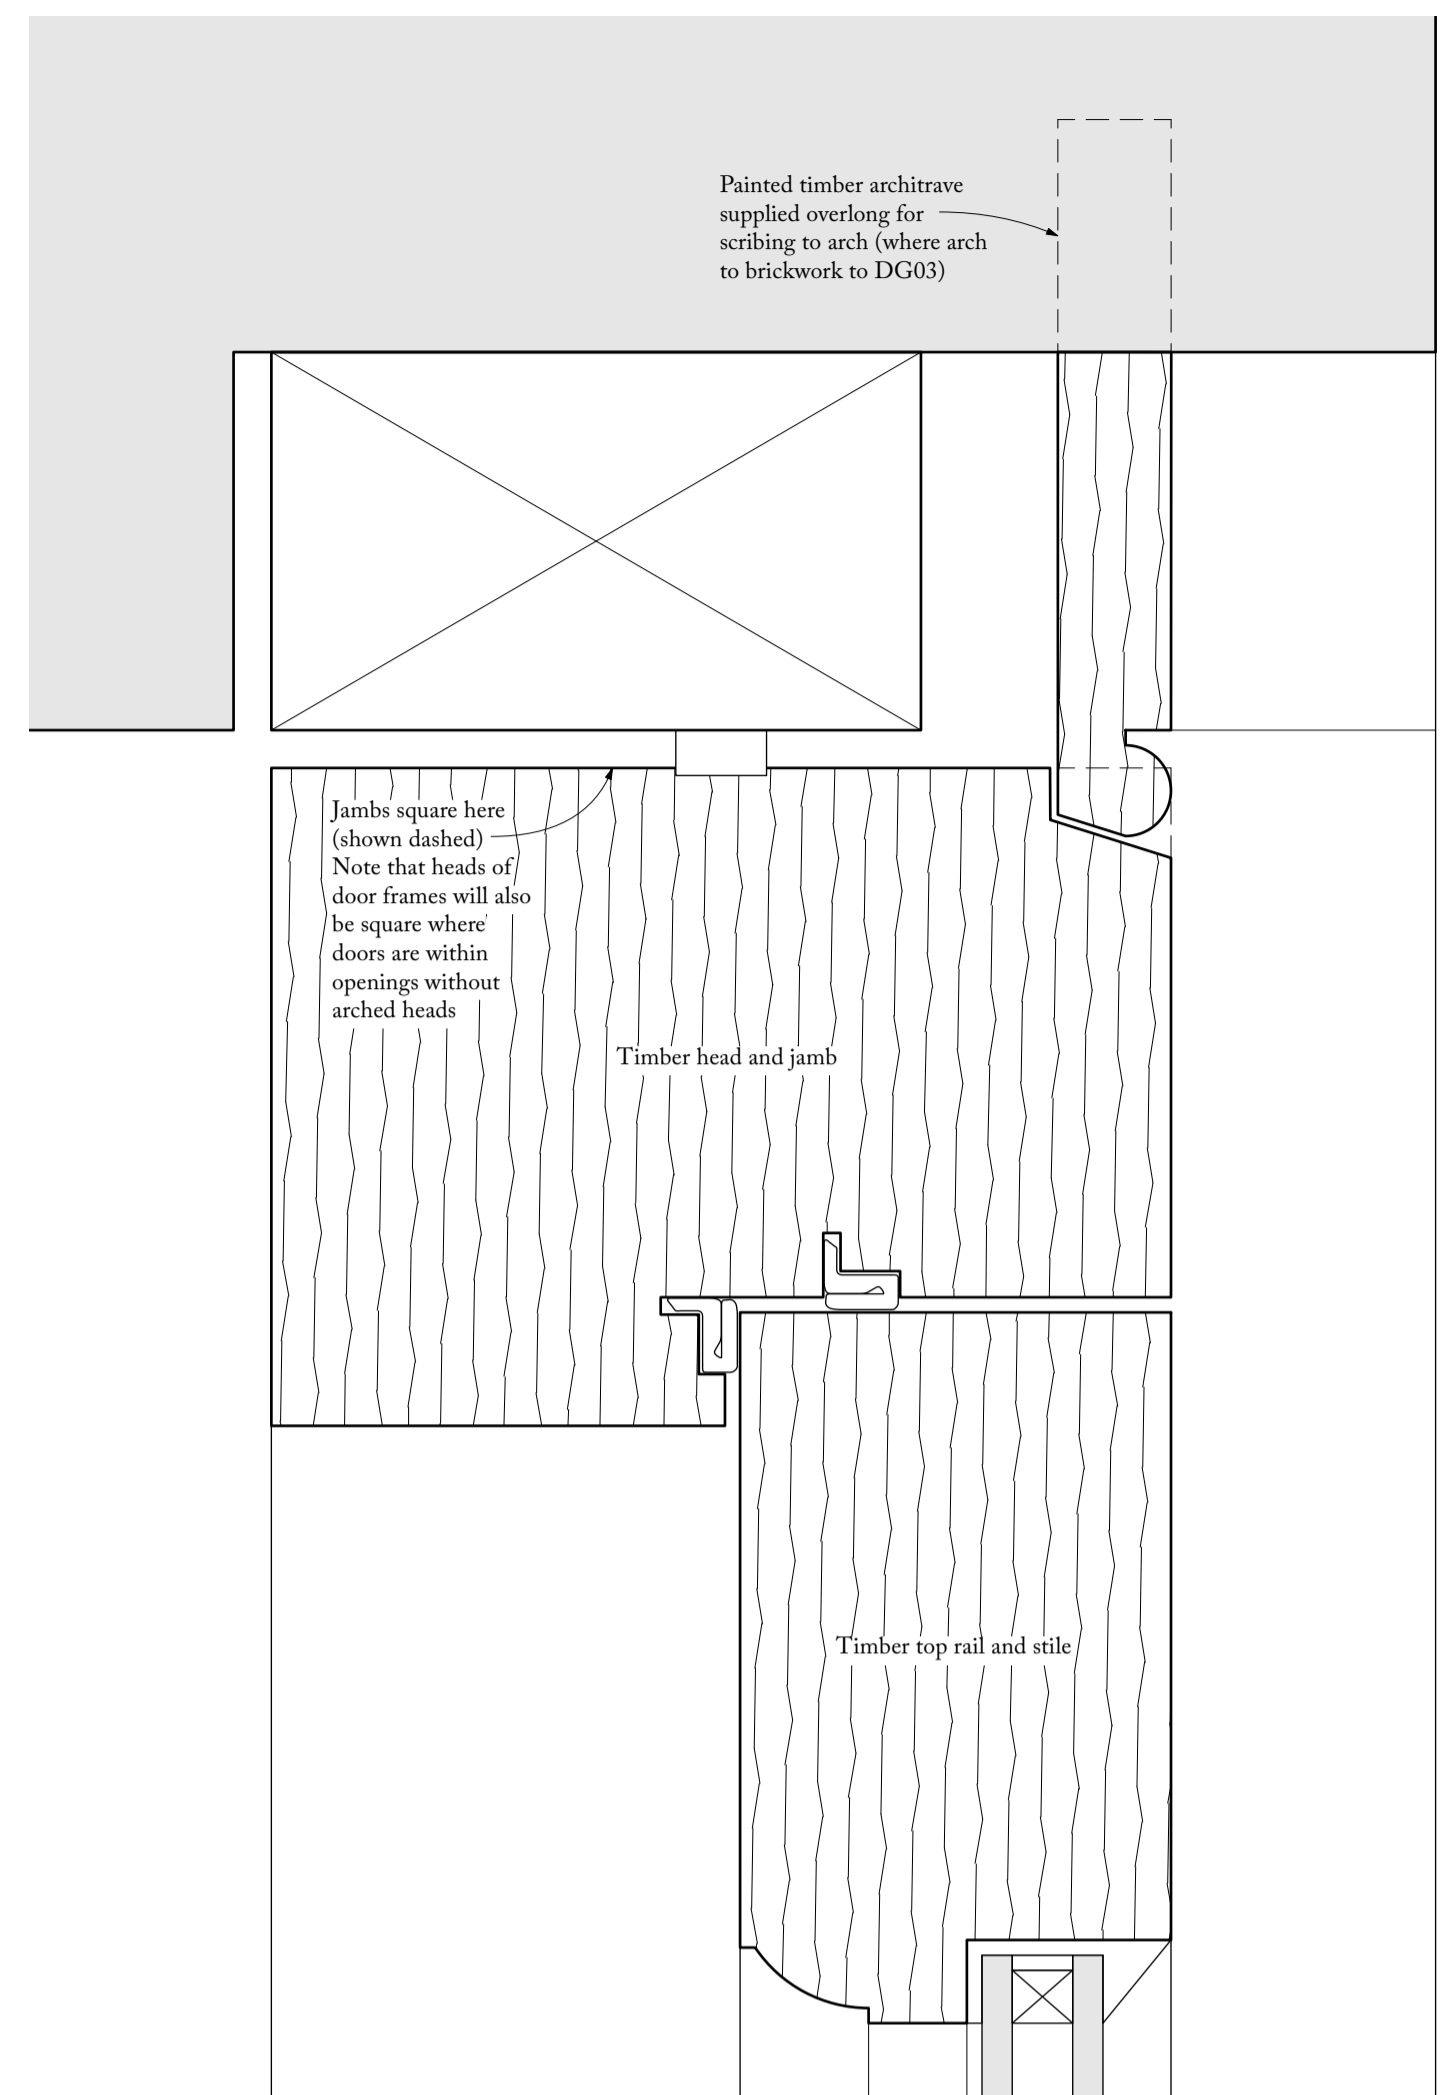 Painted timber architrave
supplied overlong for
scribing to arch (where arch
to brickwork to DG03)
Jambs square here
(shown dashed)
Note that heads of
door frames will also
be square where
doors are within
openings without
arched heads
Timber head and jamb
Timber top rail and stile